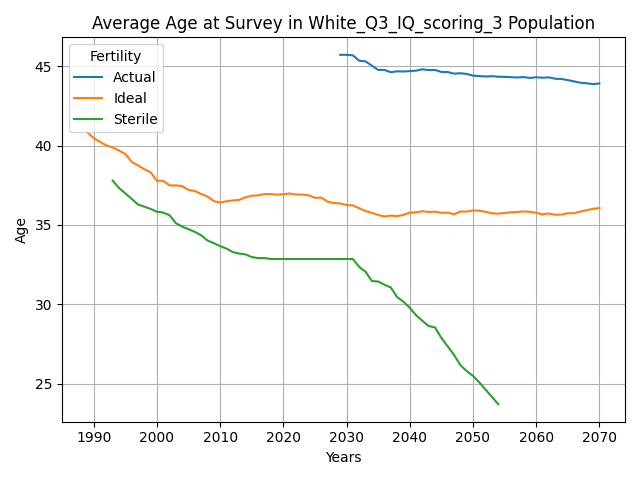 Average Age at Survey in White_Q3_IQ_scoring_3 Population
Fertility
Actual
Ideal
Sterile
45
40
35
30
25
Age
1990 2000 2010 2020 2030 2040 2050 2060 2070
Years